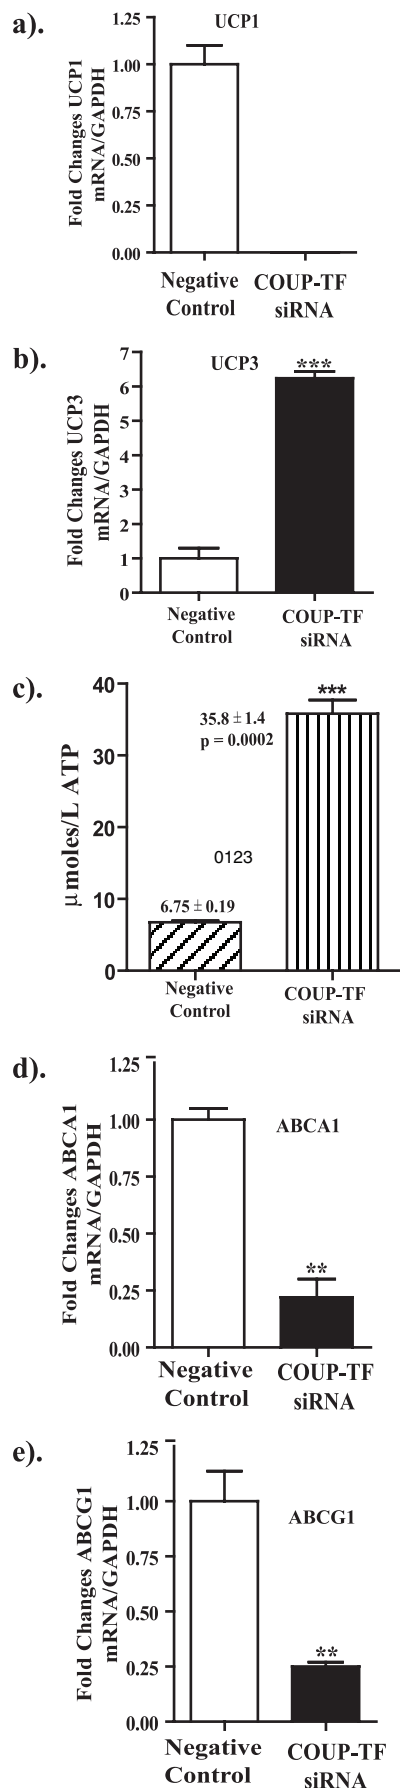 a).
UCP1
Fold Changes UCP1
mRNA/GAPDH
1.25
1.00
0.75
0.50
0.25
0.00
Negative
Control
COUP-TF
siRNA
b).
UCP3
***
Fold Changes UCP3
mRNA/GAPDH
7
6
5
4
3
2
1
0
Negative
Control
COUP-TF
siRNA
c).
***
35.8 ± 1.4
p = 0.0002
0123
6.75 ± 0.19
µmoles/L ATP
40
30
20
10
0
Negative
Control
COUP-TF
siRNA
d).
ABCA1
**
Fold Changes ABCA1
mRNA/GAPDH
1.25
1.00
0.75
0.50
0.25
0.00
Negative
Control
COUP-TF
siRNA
e).
ABCG1
**
Fold Changes ABCG1
mRNA/GAPDH
1.25
1.00
0.75
0.50
0.25
0.00
Negative
Control
COUP-TF
siRNA